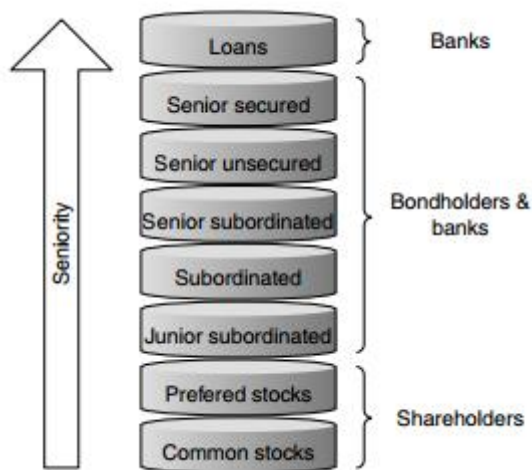 Loans
Banks
Senior secured
Senior unsecured
Senior subordinated
Subordinated
Junior subordinated
Bondholders &
banks
Prefered stocks
Common stocks
Shareholders
Seniority